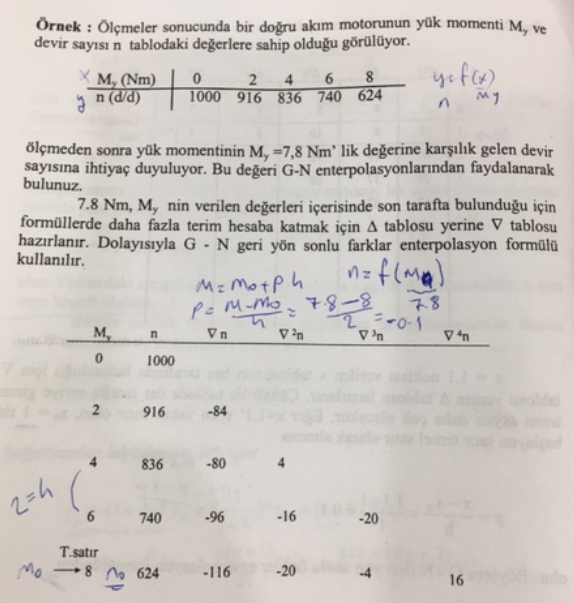 Örnek : Ölçmeler sonucunda bir doğru akım motorunun yük momenti My ve
devir sayısı n tablodaki değerlere sahip olduğu görülüyor.
x My (Nm) 0 2 4 6 8
y n (d/d) 1000 916 836 740 624
y=f(x)
n My
ölçmeden sonra yük momentinin My =7,8 Nm' lik değerine karşılık gelen devir
sayısına ihtiyaç duyuluyor. Bu değeri G-N enterpolasyonlarından faydalanarak
bulunuz.
7.8 Nm, My nin verilen değerleri içerisinde son tarafta bulunduğu için
formüllerde daha fazla terim hesaba katmak için Δ tablosu yerine ∇ tablosu
hazırlanır. Dolayısıyla G - N geri yön sonlu farklar enterpolasyon formülü
kullanılır.
M = Mo + P h
n = f(M)
7.8
P = M-Mo / h = 7.8-8 / 2 = -0.1
My n ∇n ∇²n ∇³n ∇⁴n
0 1000
2 916 -84
4 836 -80 4
2=h (
6 740 -96 -16 -20
T.satır
Mo → 8 no 624 -116 -20 -4 16